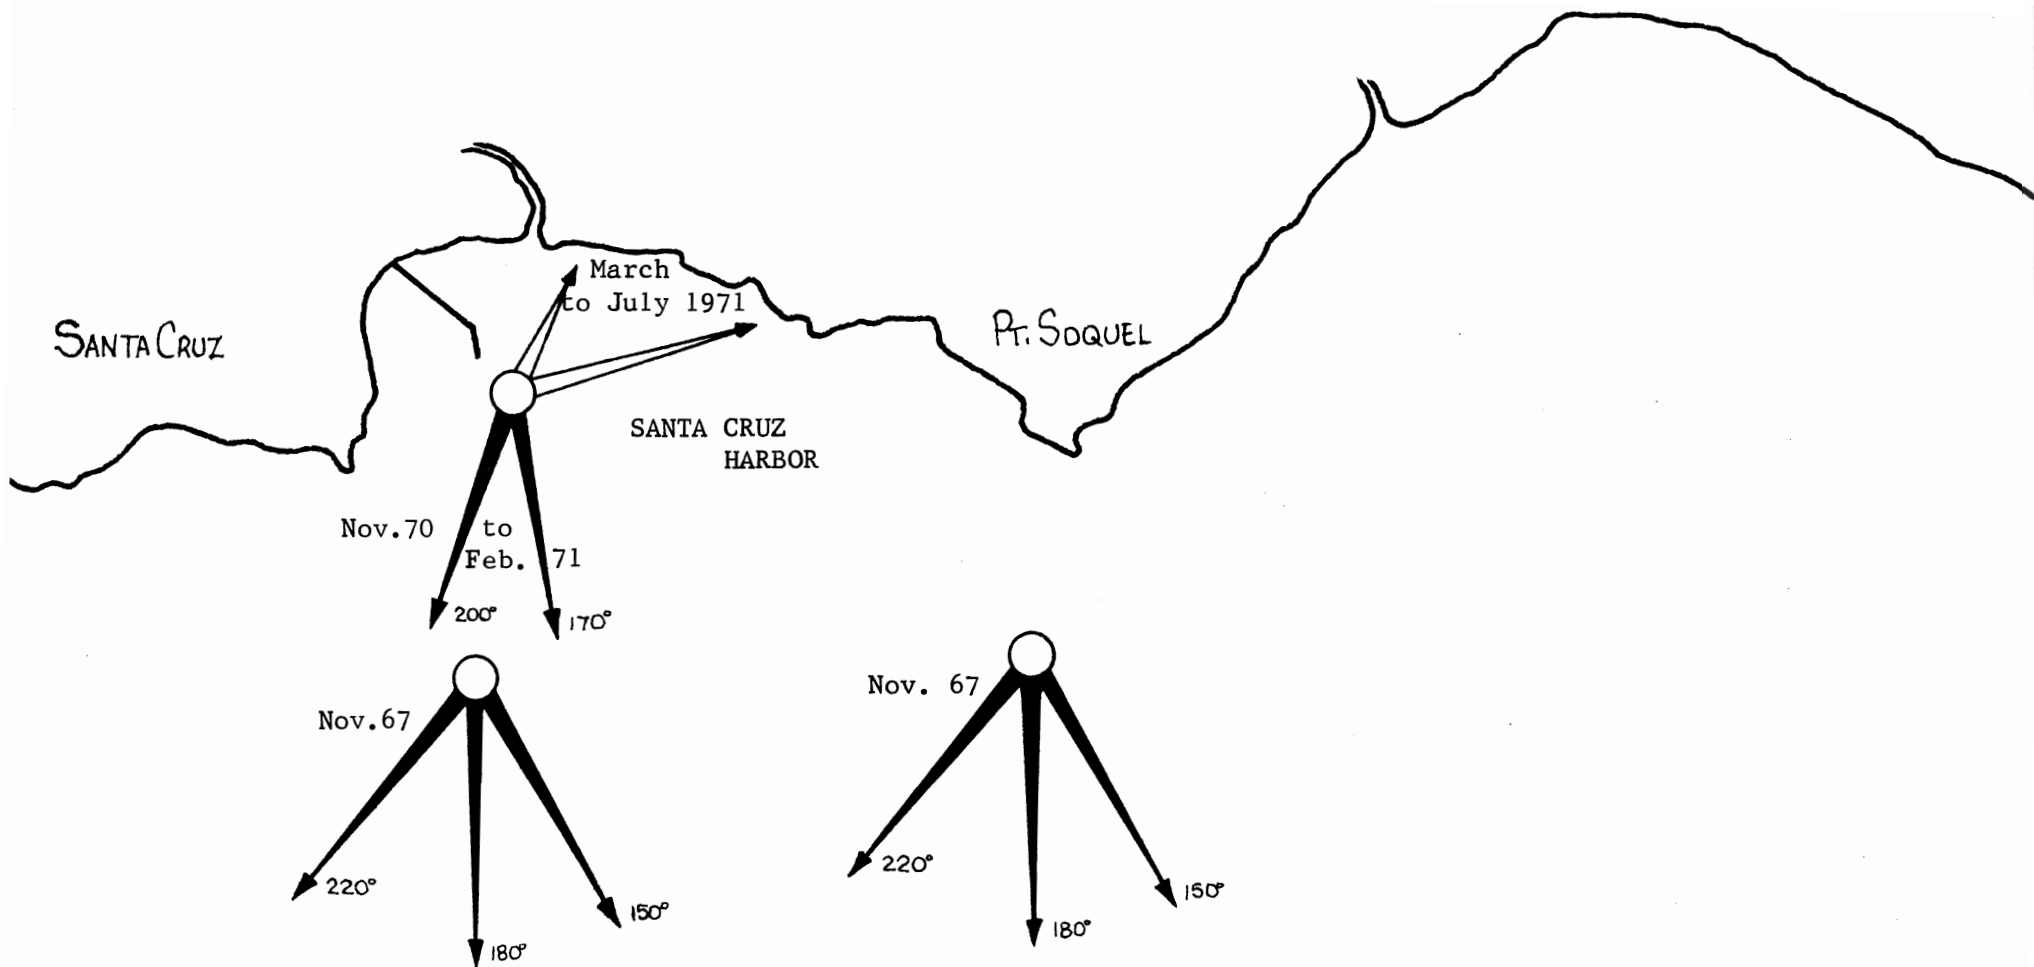 March
to July 1971
SANTA CRUZ
PT. SOQUEL
SANTA CRUZ
HARBOR
Nov.70 to
Feb. 71
200°
170°
Nov.67
220°
150°
180°
Nov. 67
220°
150°
180°